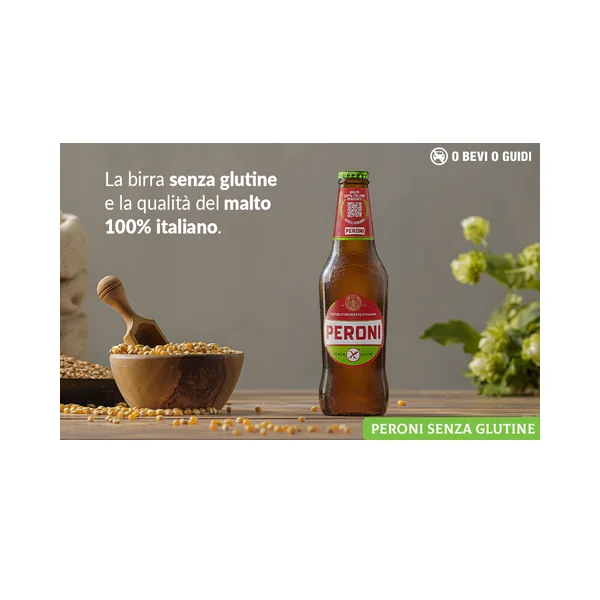 O BEVI O GUIDI
La birra senza glutine
e la qualità del malto
100% italiano.
PERONI
PERONI
PERONI SENZA GLUTINE